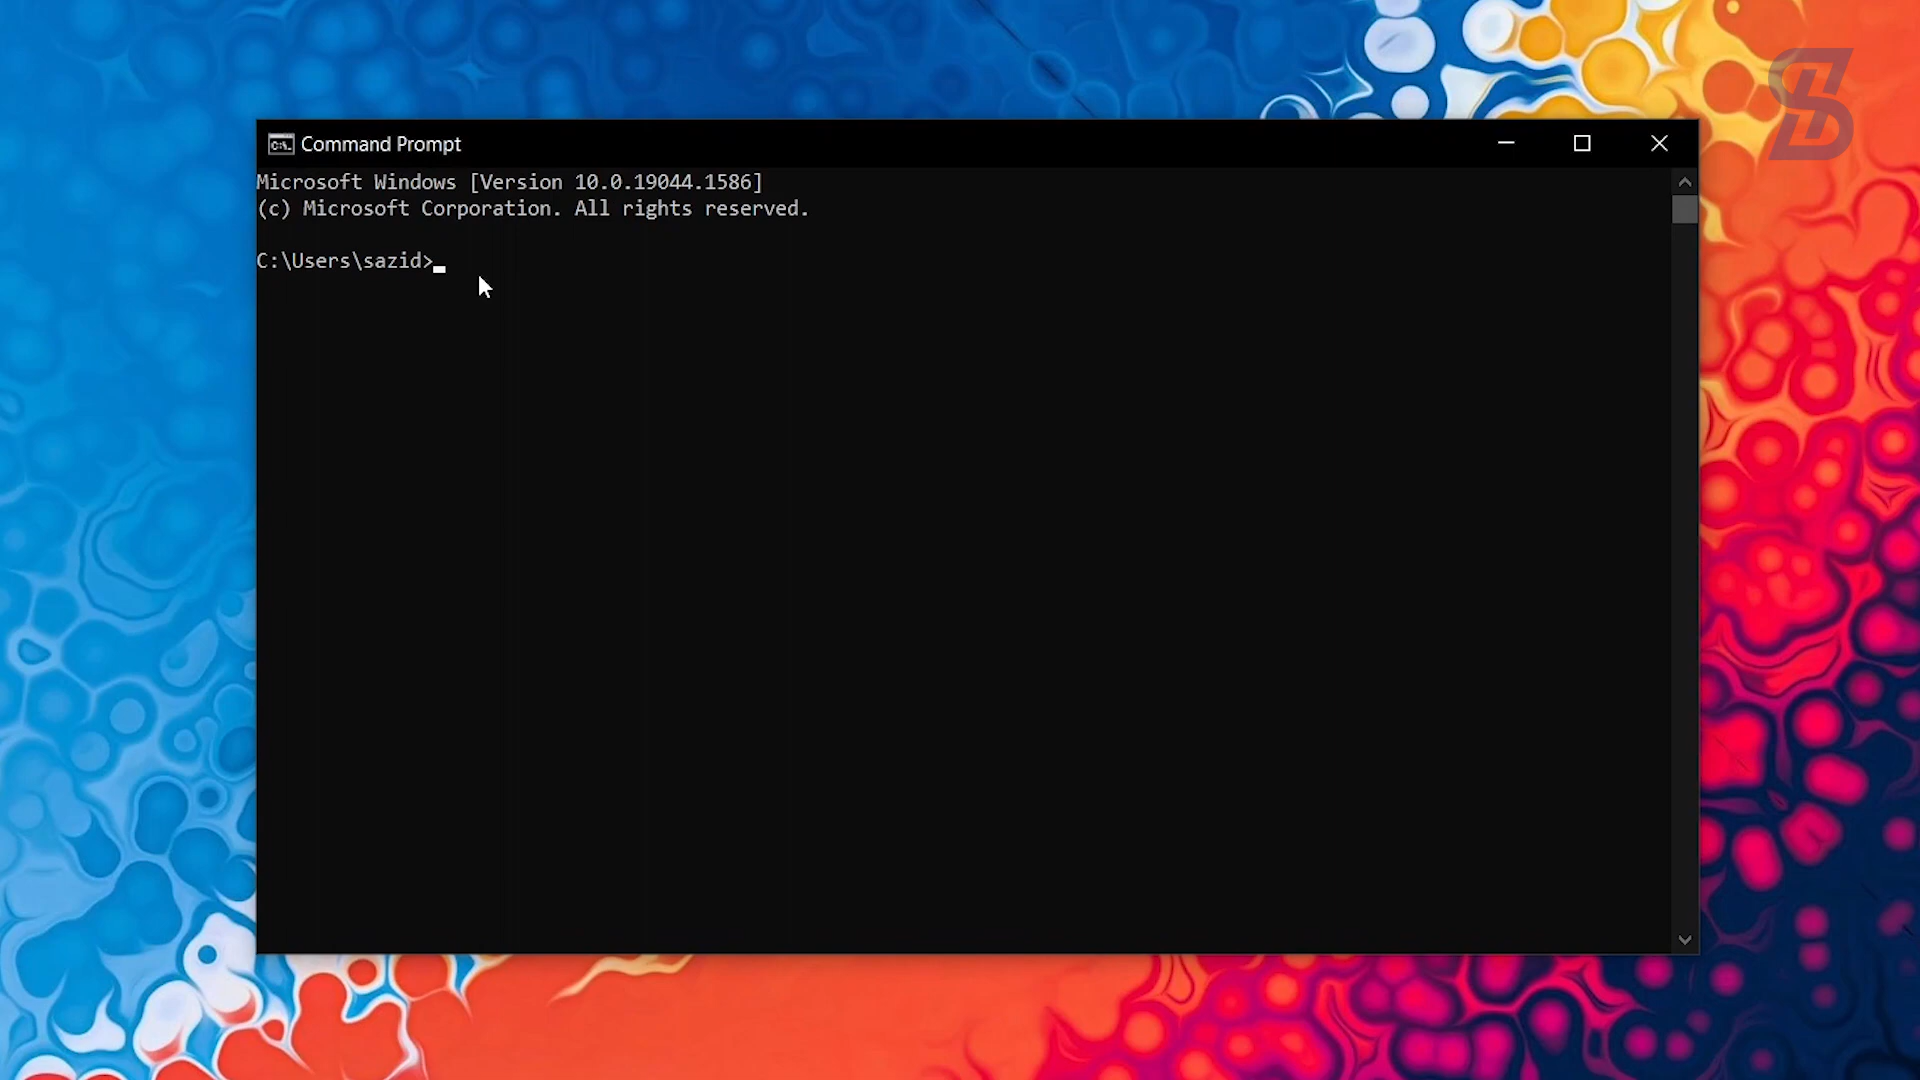 Command Prompt
Microsoft Windows [Version 10.0.19044.1586]
(c) Microsoft Corporation. All rights reserved.
C:\Users\sazid>